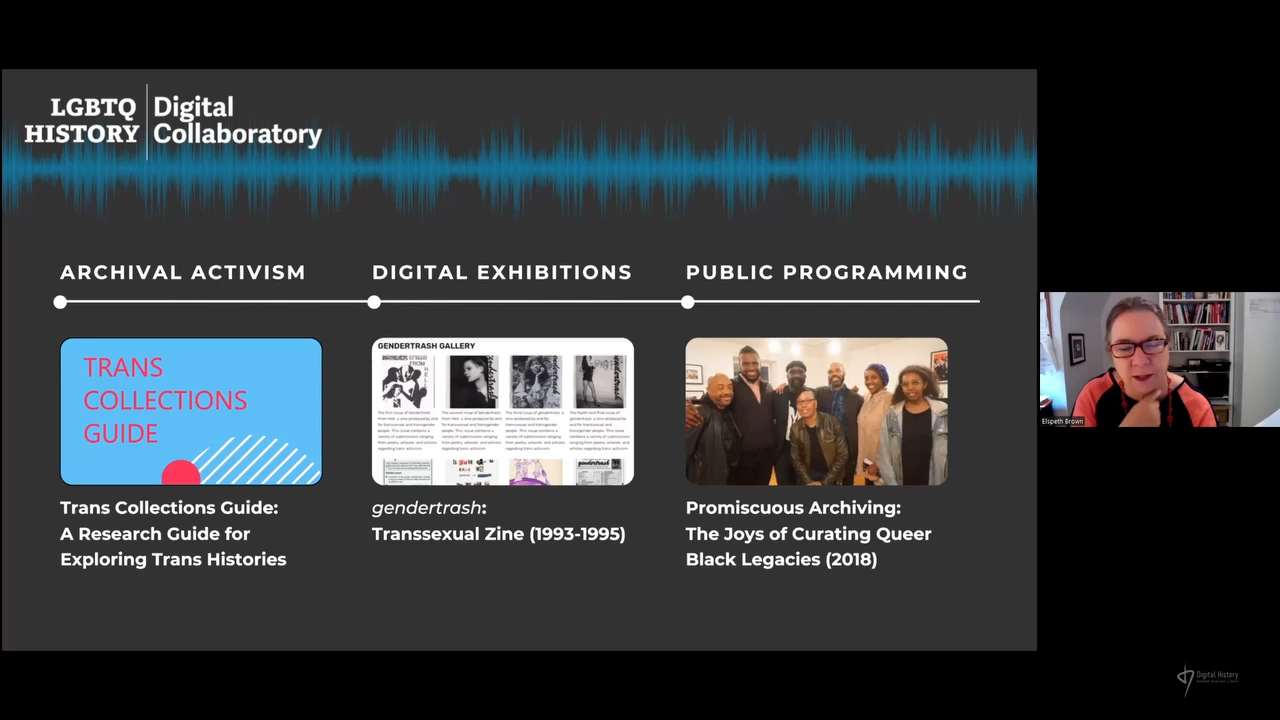 LGBTQ
HISTORY
Digital
Collaboratory
ARCHIVAL ACTIVISM
DIGITAL EXHIBITIONS
PUBLIC PROGRAMMING
TRANS
COLLECTIONS
GUIDE
GENDERTRASH GALLERY
Trans Collections Guide:
A Research Guide for
Exploring Trans Histories
gendertrash:
Transsexual Zine (1993-1995)
Promiscuous Archiving:
The Joys of Curating Queer
Black Legacies (2018)
Elspeth Brown
Digital History